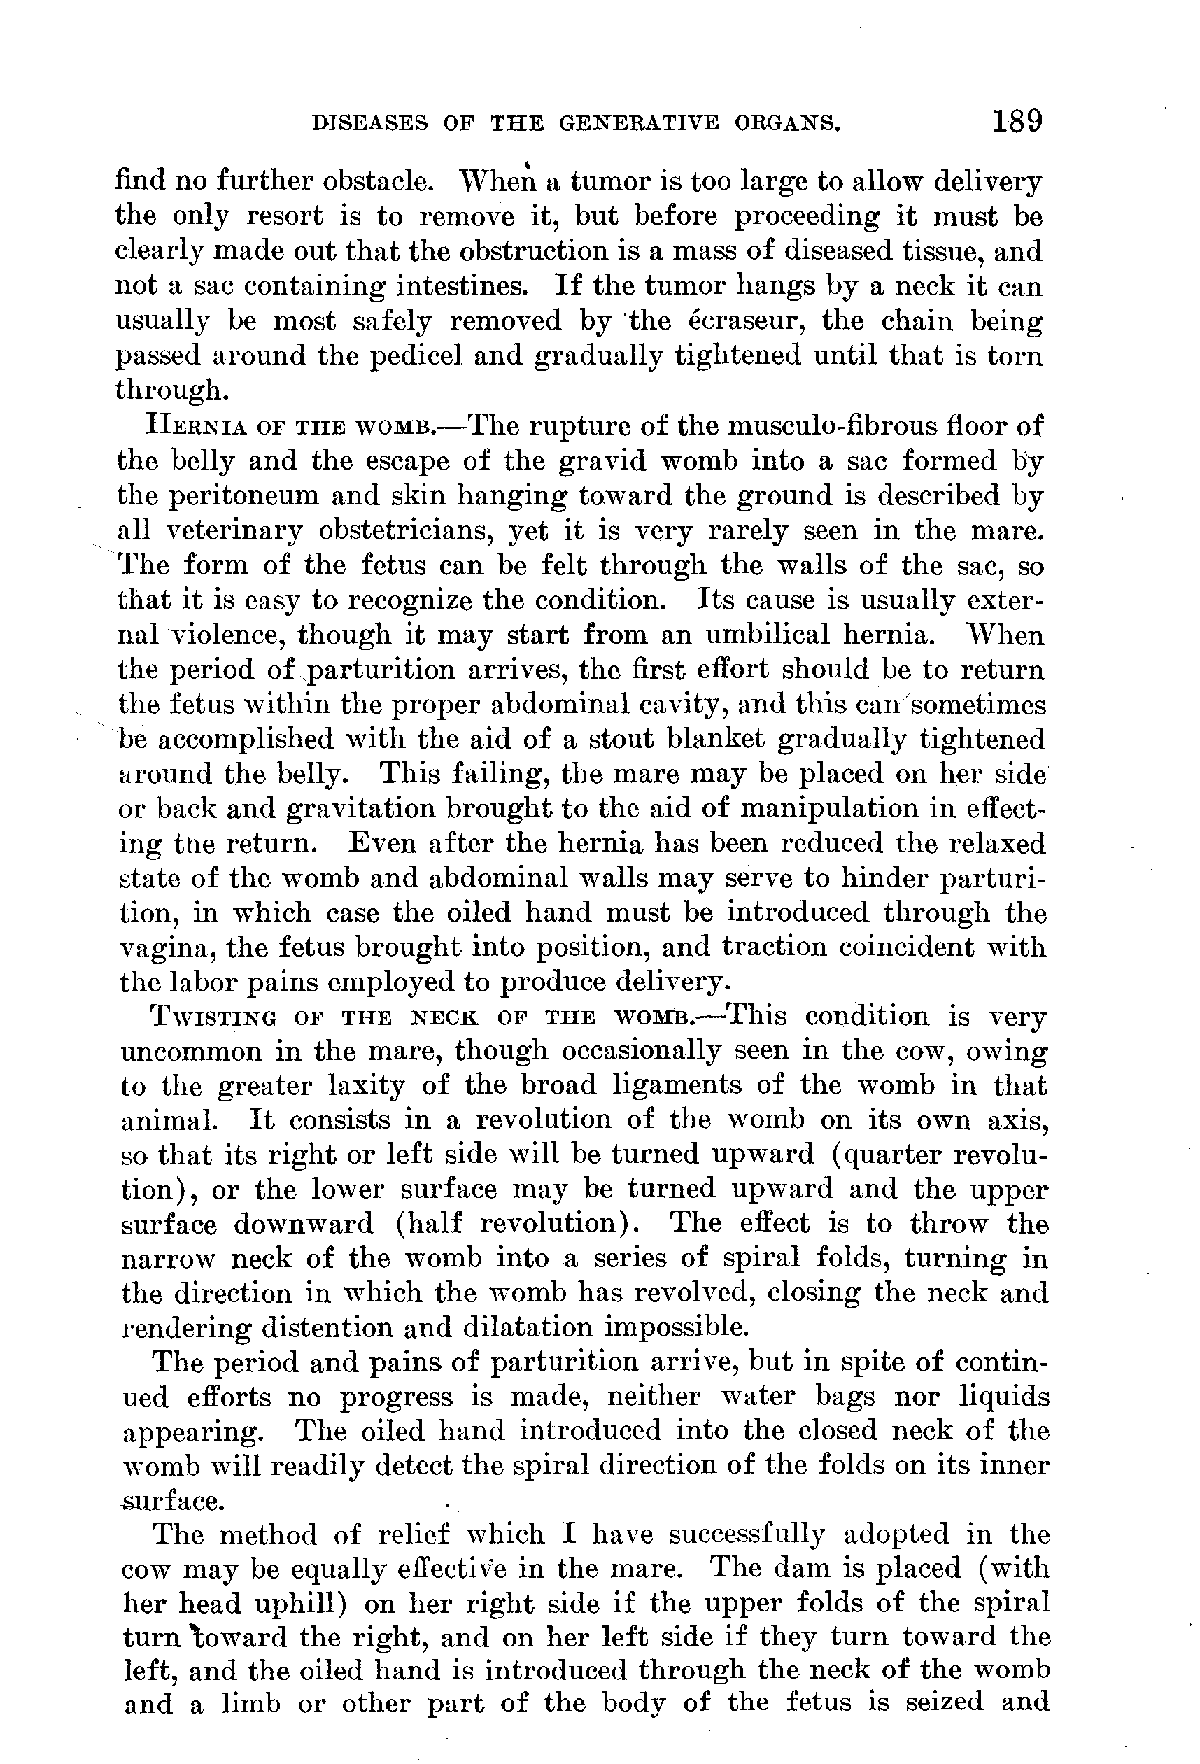 DISEASES OF THE GENERATIVE ORGANS. 189
find no further obstacle. When a tumor is too large to allow delivery
the only resort is to remove it, but before proceeding it must be
clearly made out that the obstruction is a mass of diseased tissue, and
not a sac containing intestines. If the tumor hangs by a neck it can
usually be most safely removed by the écraseur, the chain being
passed around the pedicel and gradually tightened until that is torn
through.
HERNIA OF THE WOMB.—The rupture of the musculo-fibrous floor of
the belly and the escape of the gravid womb into a sac formed by
the peritoneum and skin hanging toward the ground is described by
all veterinary obstetricians, yet it is very rarely seen in the mare.
The form of the fetus can be felt through the walls of the sac, so
that it is easy to recognize the condition. Its cause is usually exter-
nal violence, though it may start from an umbilical hernia. When
the period of parturition arrives, the first effort should be to return
the fetus within the proper abdominal cavity, and this can sometimes
be accomplished with the aid of a stout blanket gradually tightened
around the belly. This failing, the mare may be placed on her side
or back and gravitation brought to the aid of manipulation in effect-
ing the return. Even after the hernia has been reduced the relaxed
state of the womb and abdominal walls may serve to hinder parturi-
tion, in which case the oiled hand must be introduced through the
vagina, the fetus brought into position, and traction coincident with
the labor pains employed to produce delivery.
TWISTING OF THE NECK OF THE WOMB.—This condition is very
uncommon in the mare, though occasionally seen in the cow, owing
to the greater laxity of the broad ligaments of the womb in that
animal. It consists in a revolution of the womb on its own axis,
so that its right or left side will be turned upward (quarter revolu-
tion), or the lower surface may be turned upward and the upper
surface downward (half revolution). The effect is to throw the
narrow neck of the womb into a series of spiral folds, turning in
the direction in which the womb has revolved, closing the neck and
rendering distention and dilatation impossible.
The period and pains of parturition arrive, but in spite of contin-
ued efforts no progress is made, neither water bags nor liquids
appearing. The oiled hand introduced into the closed neck of the
womb will readily detect the spiral direction of the folds on its inner
surface.
The method of relief which I have successfully adopted in the
cow may be equally effective in the mare. The dam is placed (with
her head uphill) on her right side if the upper folds of the spiral
turn toward the right, and on her left side if they turn toward the
left, and the oiled hand is introduced through the neck of the womb
and a limb or other part of the body of the fetus is seized and